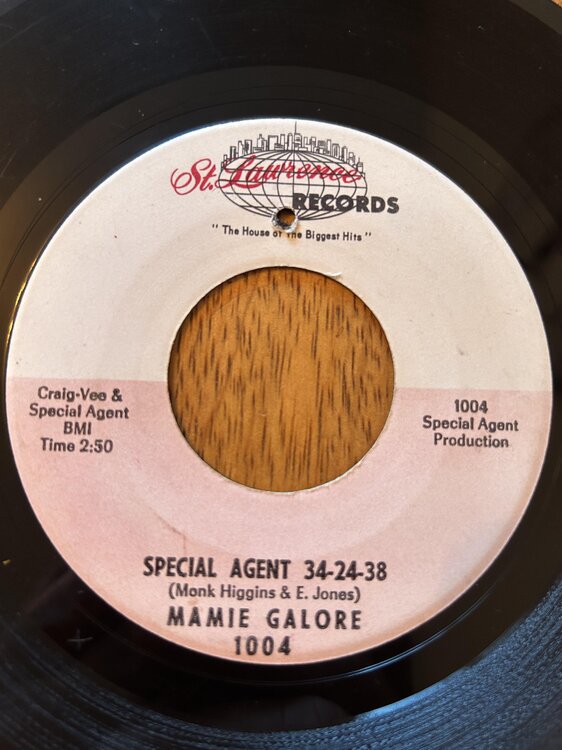 St. Lawrence
RECORDS
"The House of The Biggest Hits"
Craig-Vee &
Special Agent
BMI
Time 2:50
1004
Special Agent
Production
SPECIAL AGENT 34-24-38
(Monk Higgins & E. Jones)
MAMIE GALORE
1004